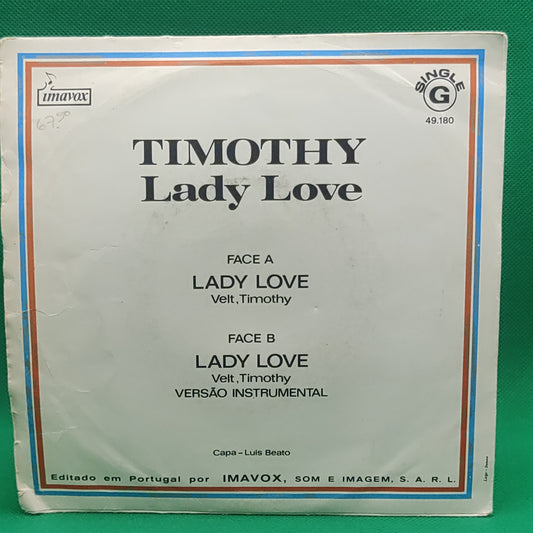 imavox
67.50
SINGLE
G
49.180
TIMOTHY
Lady Love
FACE A
LADY LOVE
Velt, Timothy
FACE B
LADY LOVE
Velt, Timothy
VERSÃO INSTRUMENTAL
Capa – Luis Beato
Editado em Portugal por IMAVOX, SOM E IMAGEM, S. A. R. L.